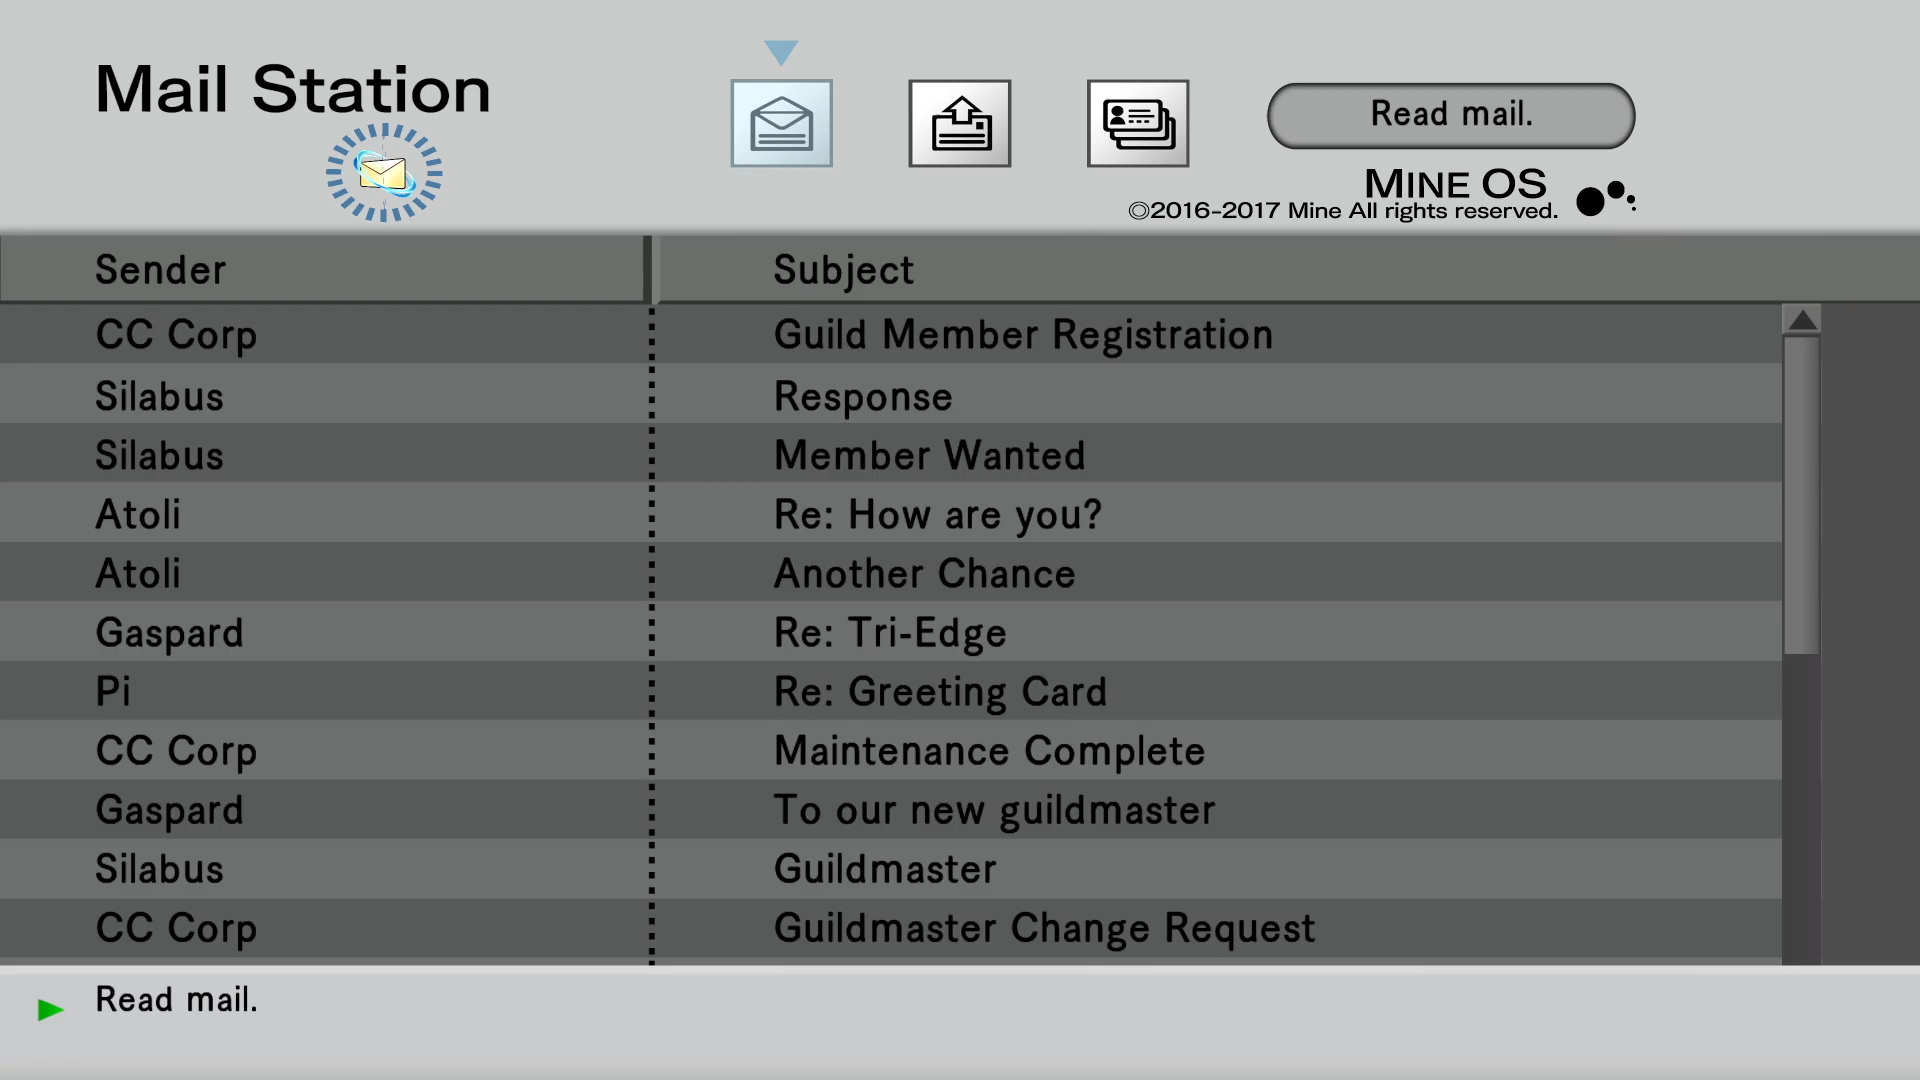 Mail Station
Read mail.
MINE OS
©2016-2017 Mine All rights reserved.
Sender Subject
CC Corp Guild Member Registration
Silabus Response
Silabus Member Wanted
Atoli Re: How are you?
Atoli Another Chance
Gaspard Re: Tri-Edge
Pi Re: Greeting Card
CC Corp Maintenance Complete
Gaspard To our new guildmaster
Silabus Guildmaster
CC Corp Guildmaster Change Request
Read mail.